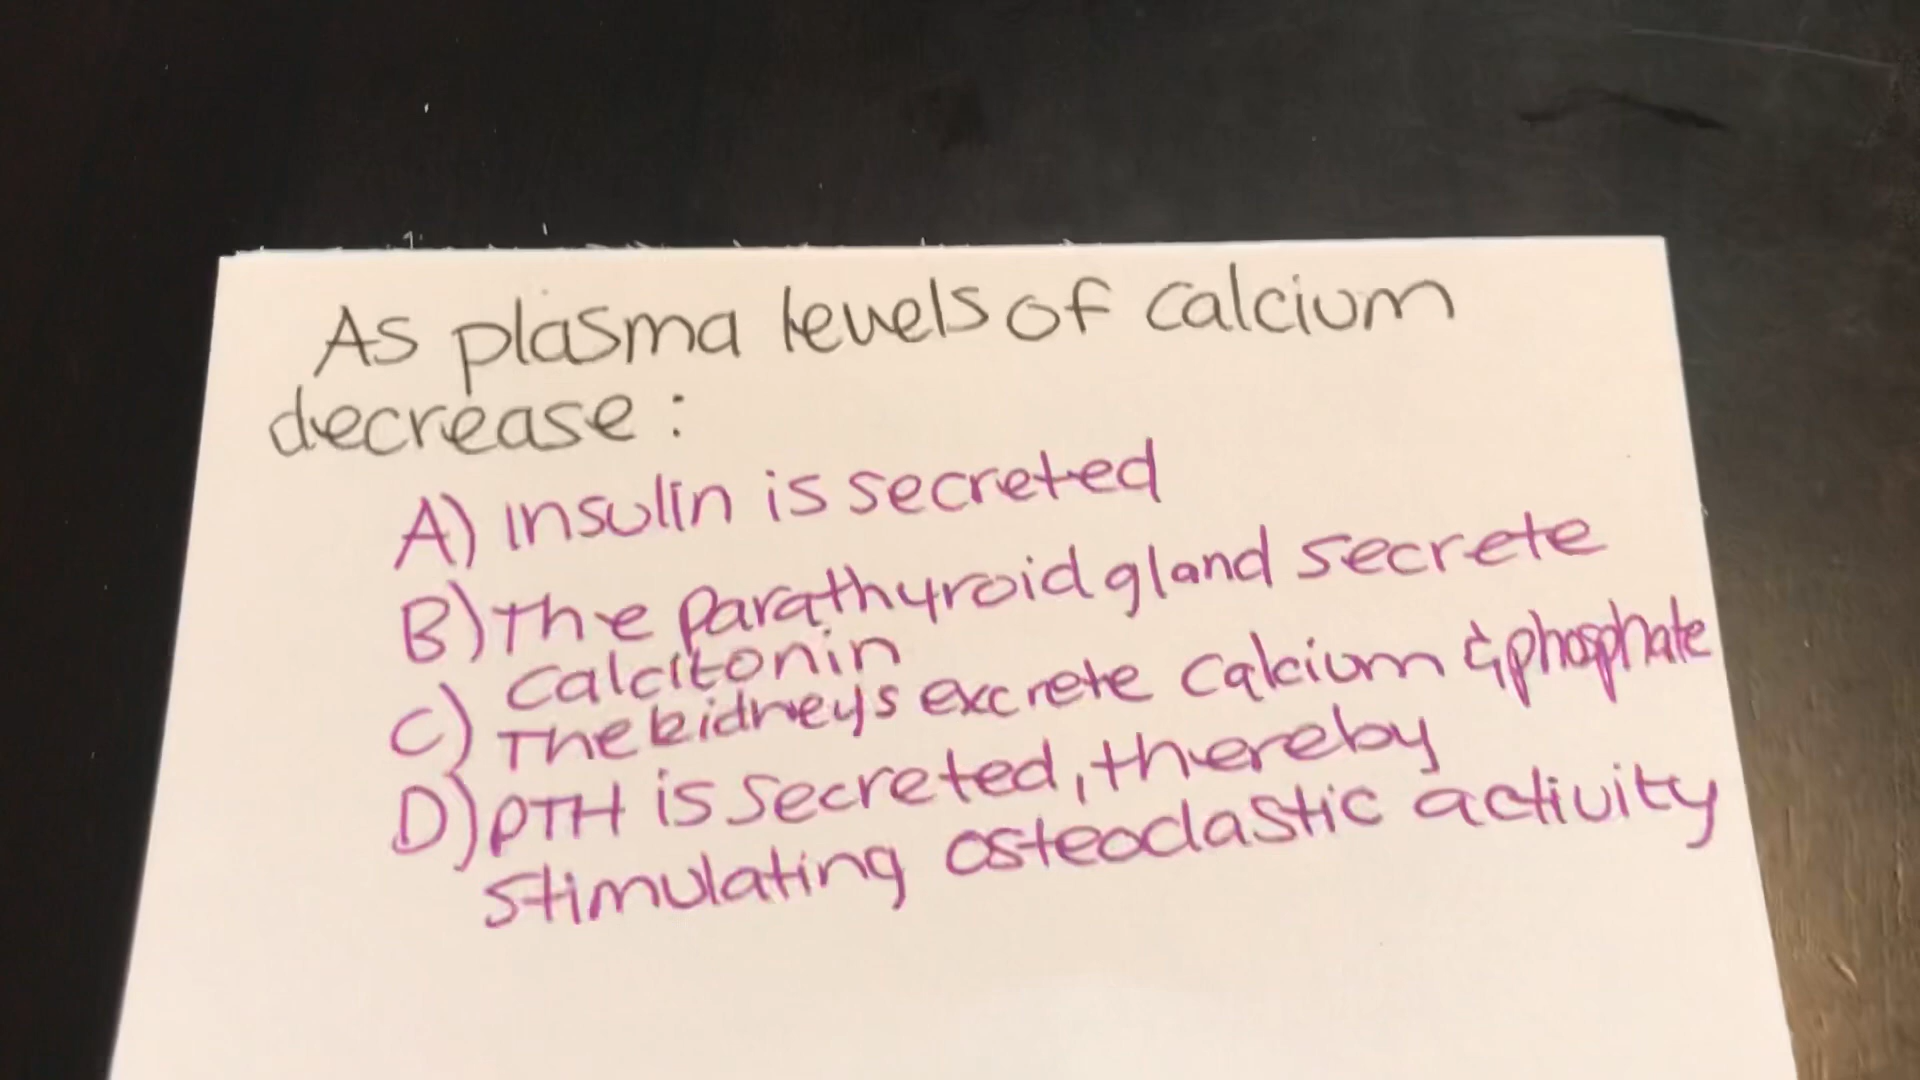 As plasma levels of calcium
decrease:
A) insulin is secreted
B) The parathyroid gland secrete
calcitonin
C) The kidneys excrete calcium & phosphate
D) PTH is secreted, thereby
stimulating osteoclastic activity